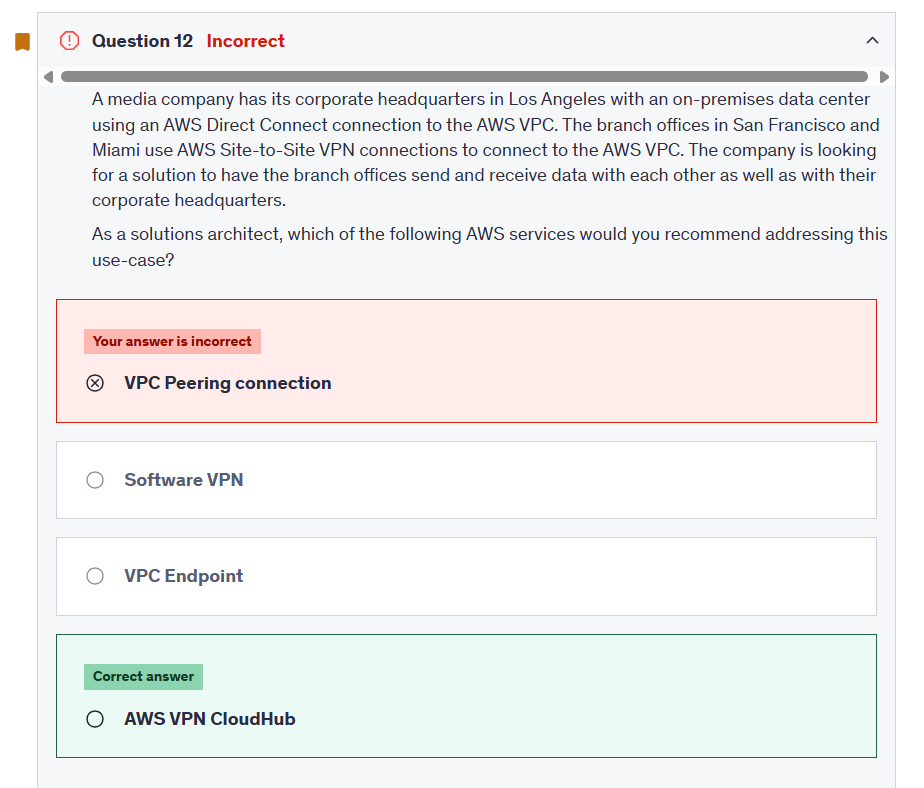 Question 12 Incorrect
A media company has its corporate headquarters in Los Angeles with an on-premises data center
using an AWS Direct Connect connection to the AWS VPC. The branch offices in San Francisco and
Miami use AWS Site-to-Site VPN connections to connect to the AWS VPC. The company is looking
for a solution to have the branch offices send and receive data with each other as well as with their
corporate headquarters.
As a solutions architect, which of the following AWS services would you recommend addressing this
use-case?
Your answer is incorrect
VPC Peering connection
Software VPN
VPC Endpoint
Correct answer
AWS VPN CloudHub